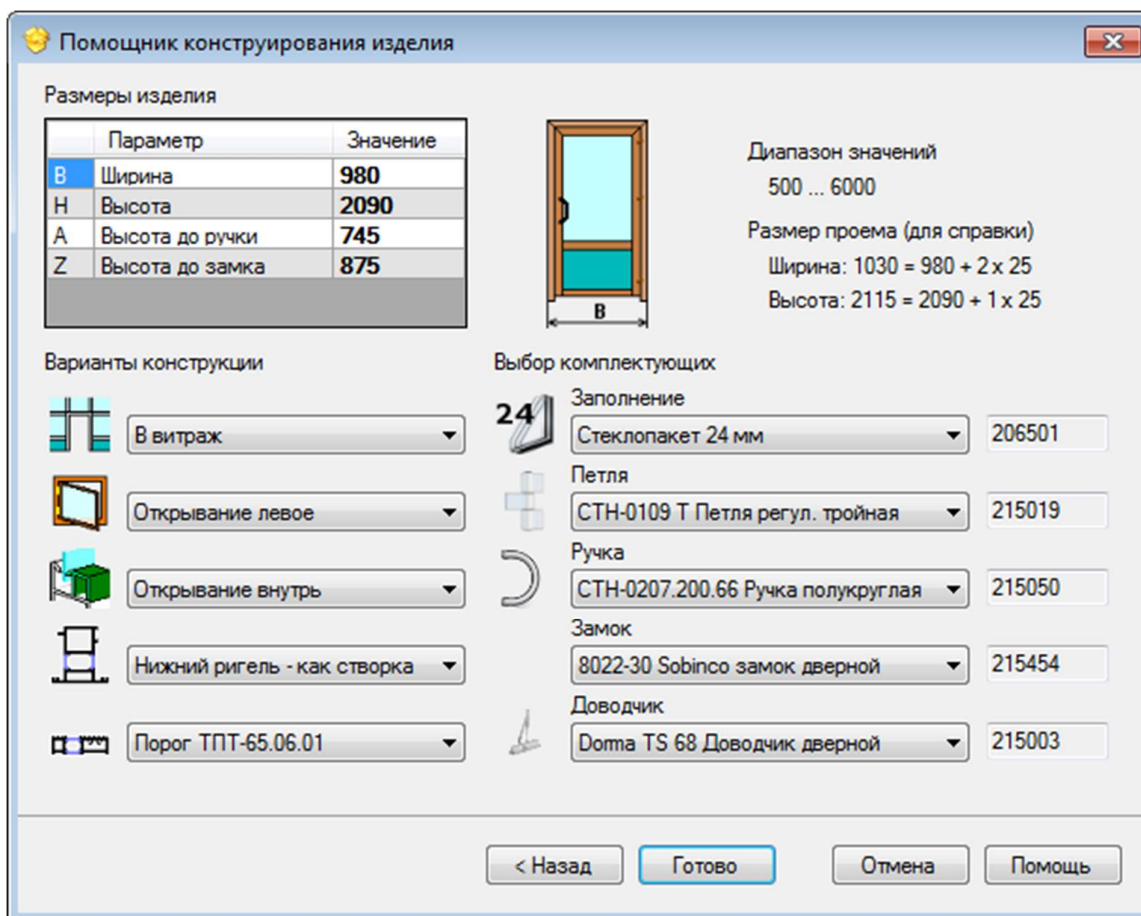 Помощник конструирования изделия
Размеры изделия
Параметр Значение
B Ширина 980
H Высота 2090
A Высота до ручки 745
Z Высота до замка 875
B
Диапазон значений
500 ... 6000
Размер проема (для справки)
Ширина: 1030 = 980 + 2 x 25
Высота: 2115 = 2090 + 1 x 25
Варианты конструкции
В витраж
Открывание левое
Открывание внутрь
Нижний ригель - как створка
Порог ТПТ-65.06.01
Выбор комплектующих
24
Заполнение
Стеклопакет 24 мм 206501
Петля
СТН-0109 Т Петля регул. тройная 215019
Ручка
СТН-0207.200.66 Ручка полукруглая 215050
Замок
8022-30 Sobinco замок дверной 215454
Доводчик
Dorma TS 68 Доводчик дверной 215003
< Назад
Готово
Отмена
Помощь